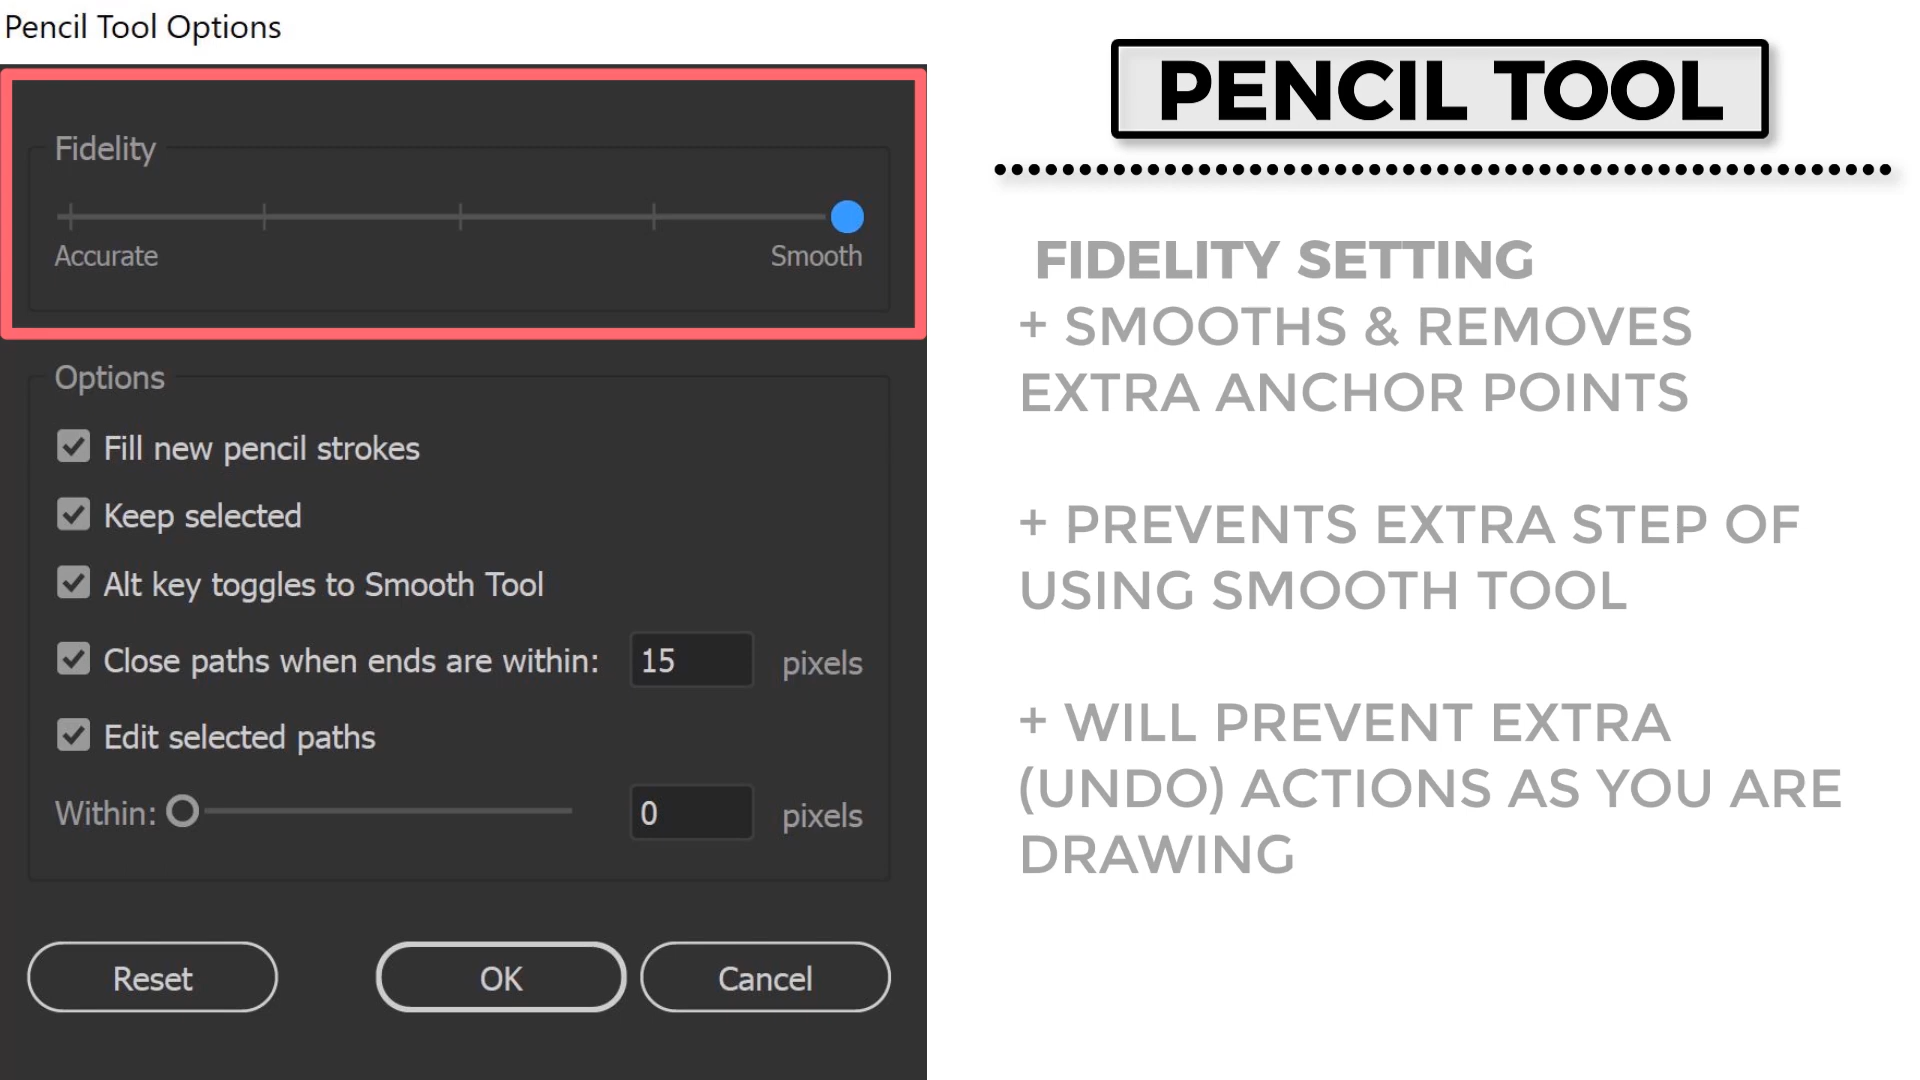 Pencil Tool Options
Fidelity
Accurate
Smooth
Options
Fill new pencil strokes
Keep selected
Alt key toggles to Smooth Tool
Close paths when ends are within: 15 pixels
Edit selected paths
Within: 0 pixels
Reset
OK
Cancel
PENCIL TOOL
FIDELITY SETTING
+ SMOOTHS & REMOVES
EXTRA ANCHOR POINTS
+ PREVENTS EXTRA STEP OF
USING SMOOTH TOOL
+ WILL PREVENT EXTRA
(UNDO) ACTIONS AS YOU ARE
DRAWING